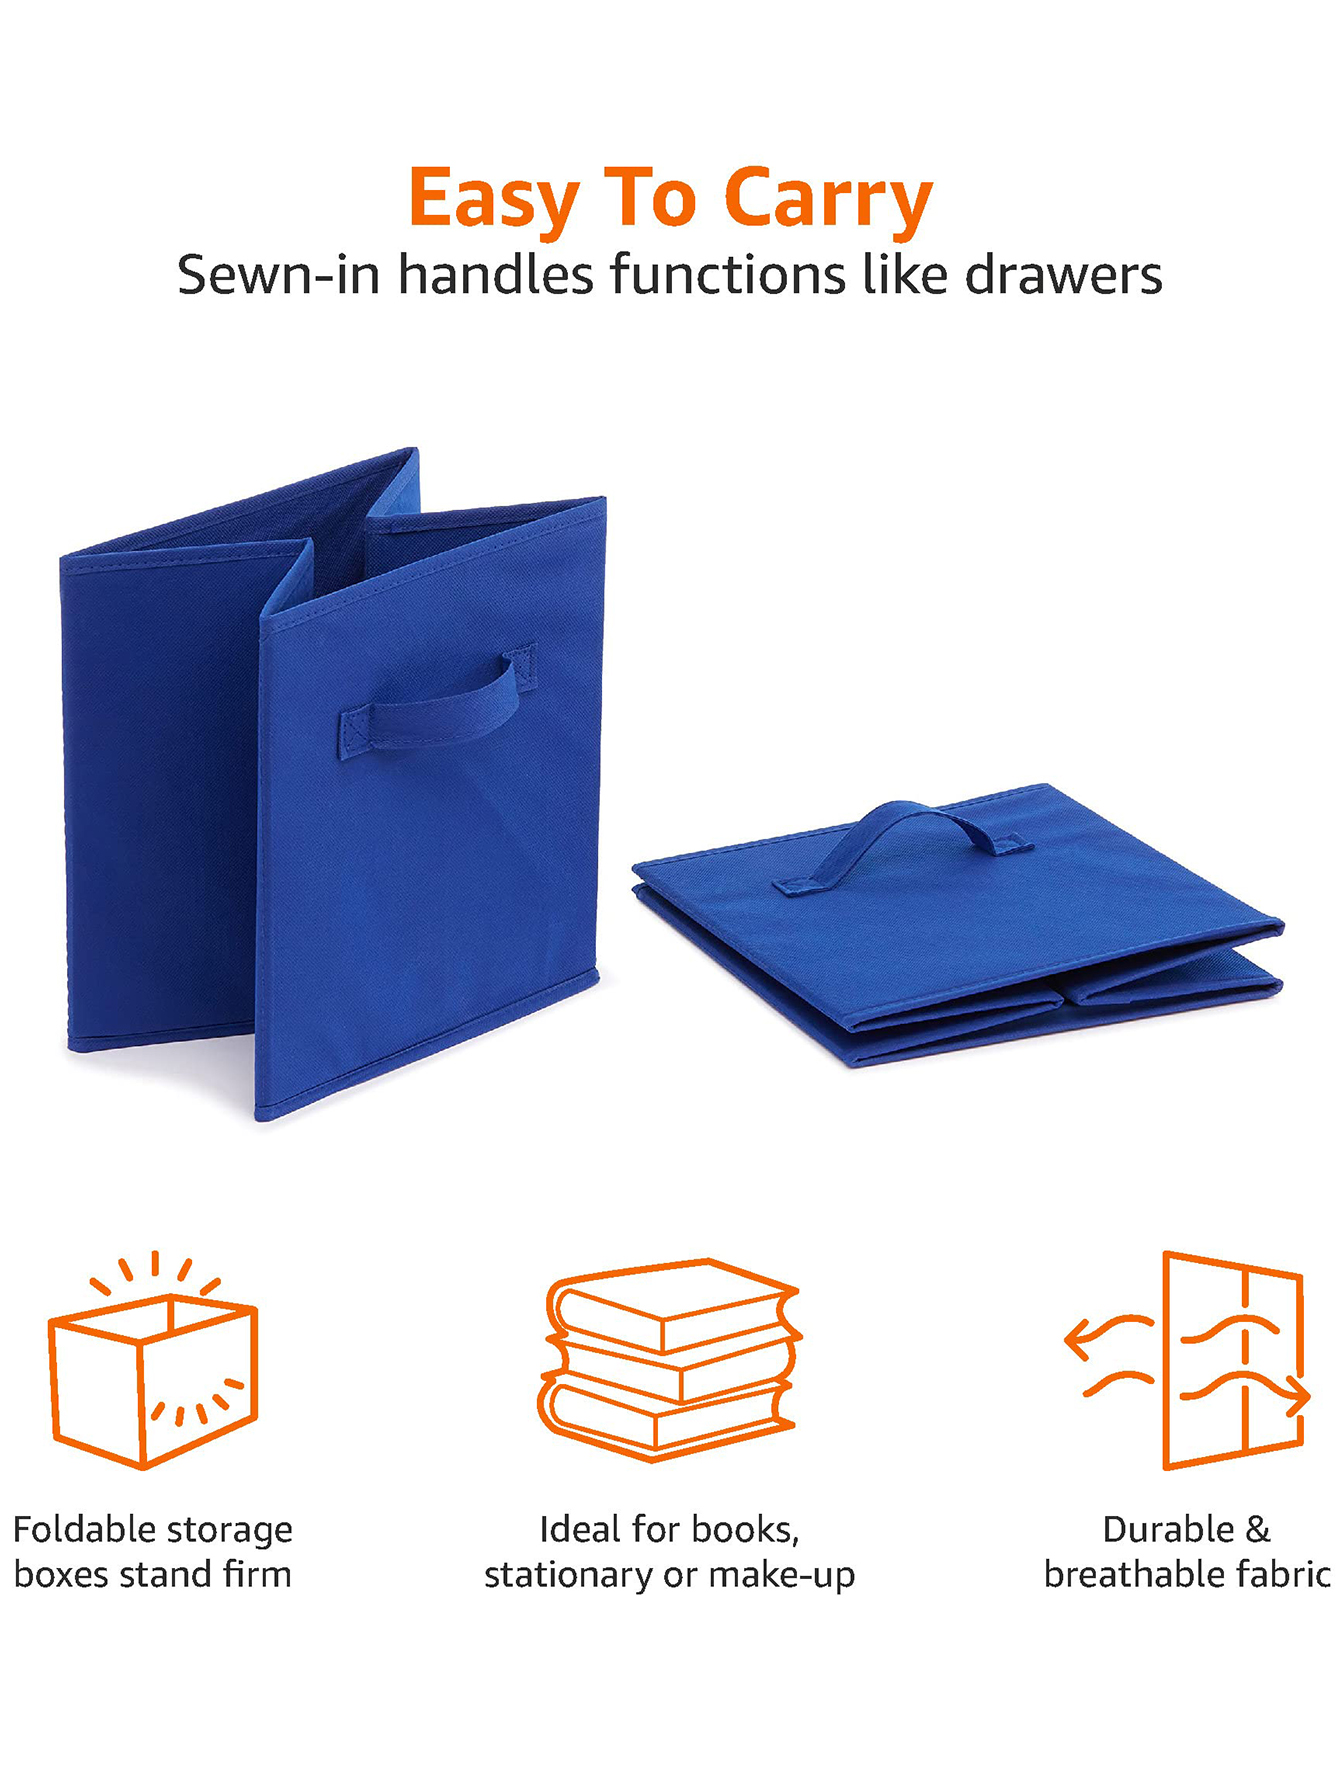 Easy To Carry
Sewn-in handles functions like drawers
Foldable storage
boxes stand firm
Ideal for books,
stationary or make-up
Durable &
breathable fabric